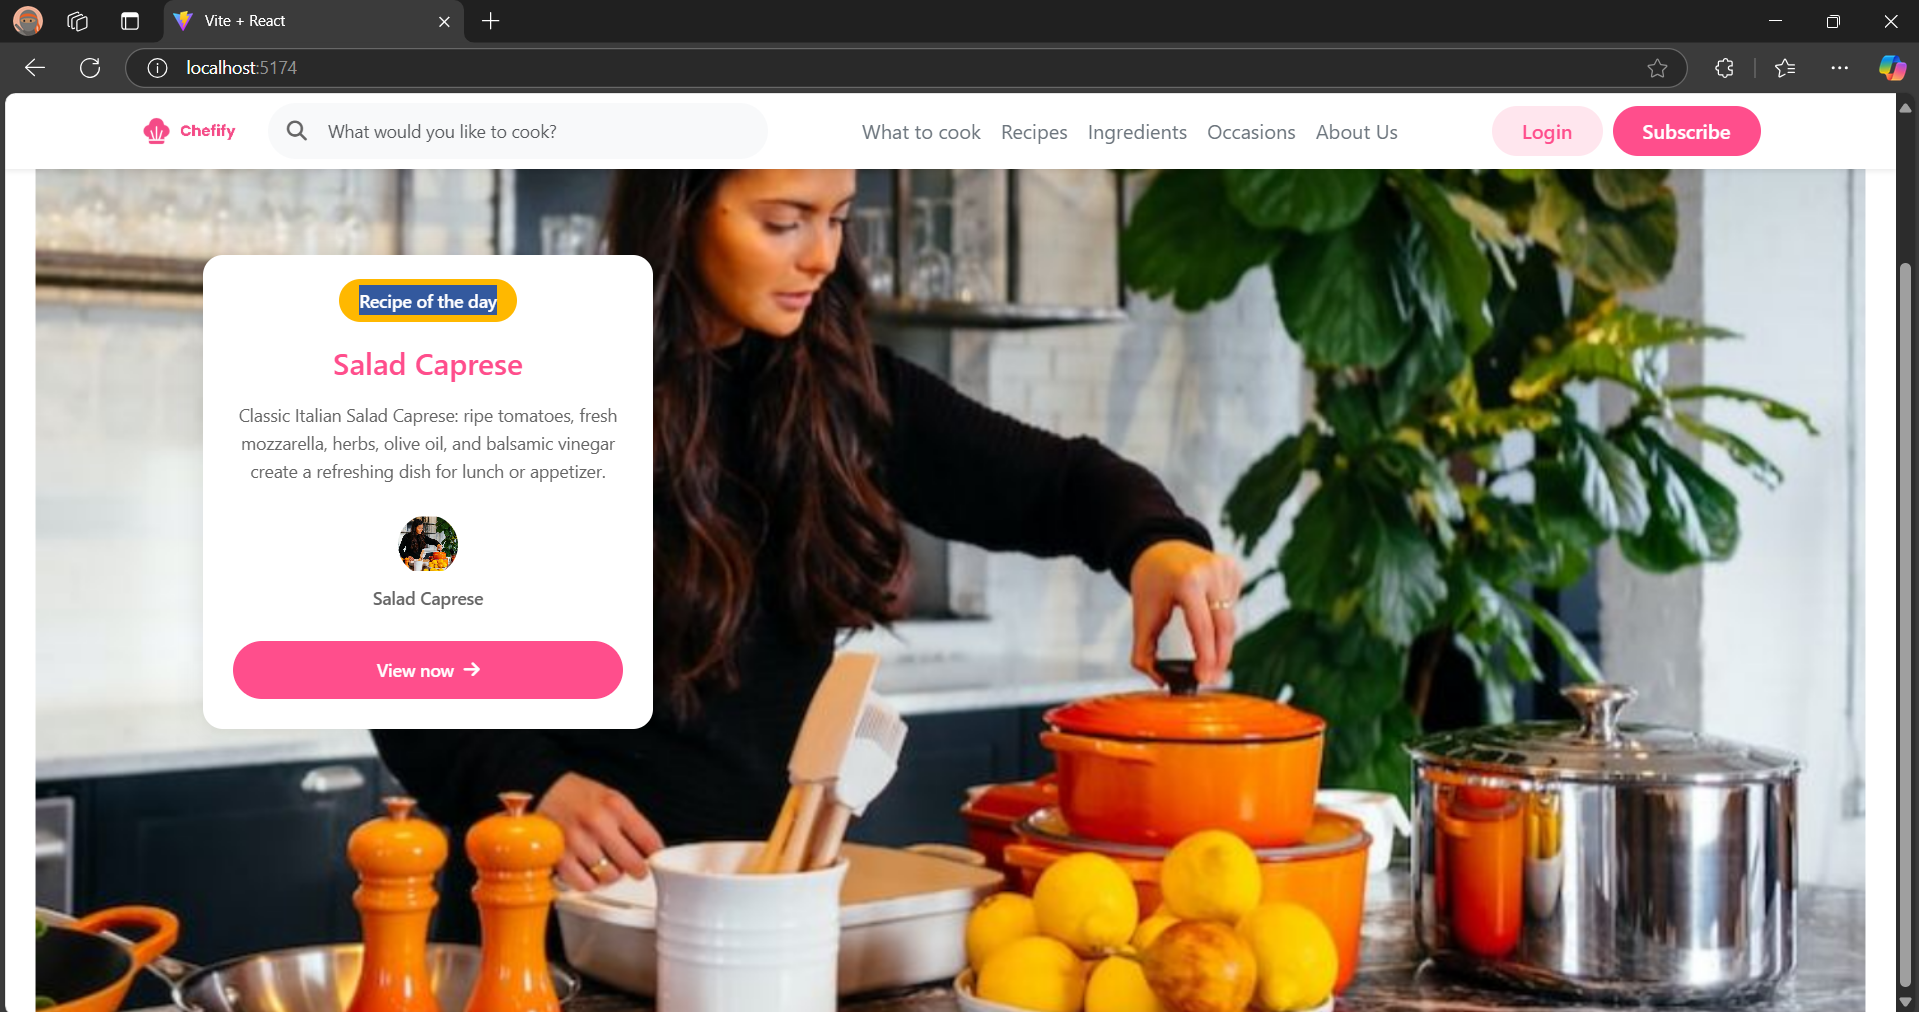 Vite + React
localhost:5174
Chefify
What would you like to cook?
What to cook Recipes Ingredients Occasions About Us
Login
Subscribe
Recipe of the day
Salad Caprese
Classic Italian Salad Caprese: ripe tomatoes, fresh
mozzarella, herbs, olive oil, and balsamic vinegar
create a refreshing dish for lunch or appetizer.
Salad Caprese
View now